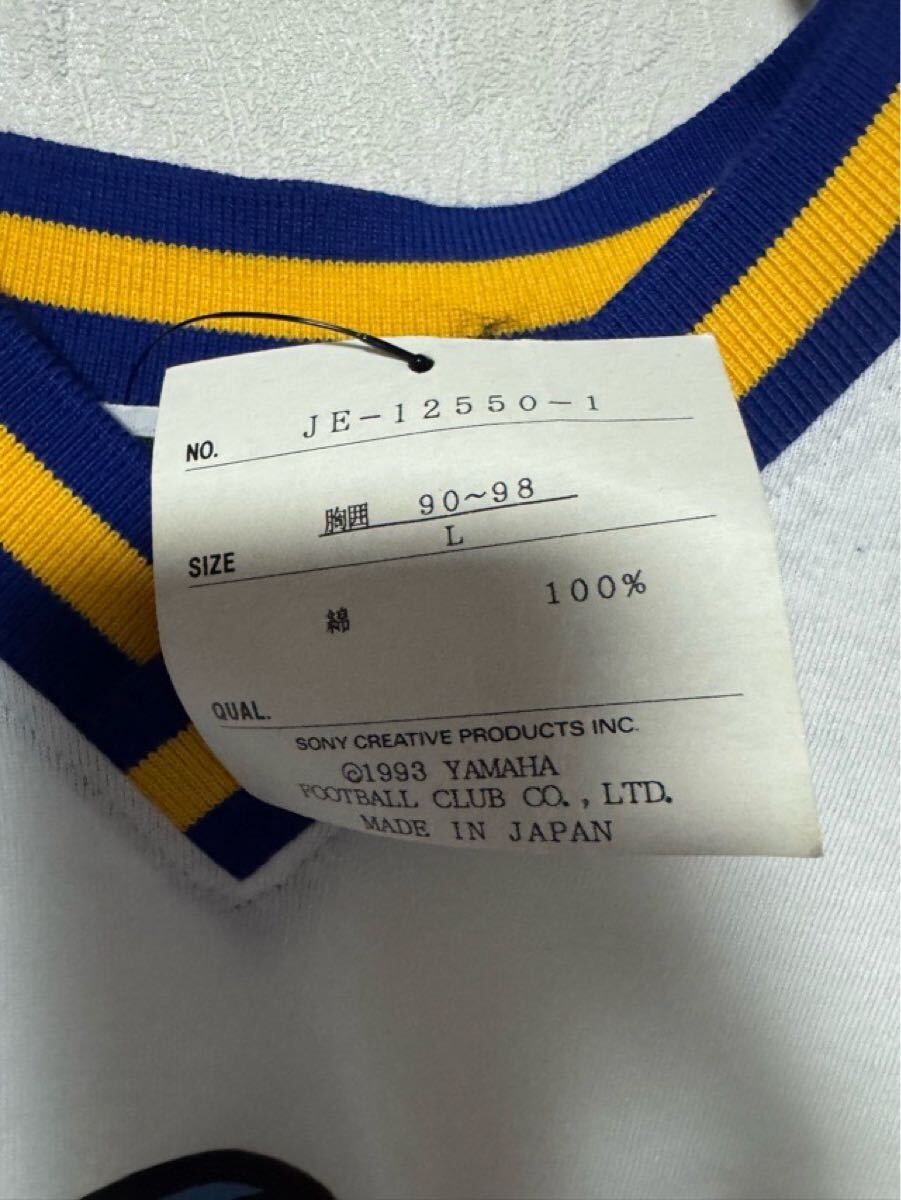 NO. JE-12550-1
胸囲 90~98
SIZE L
綿 100%
QUAL.
SONY CREATIVE PRODUCTS INC.
©1993 YAMAHA
FOOTBALL CLUB CO., LTD.
MADE IN JAPAN